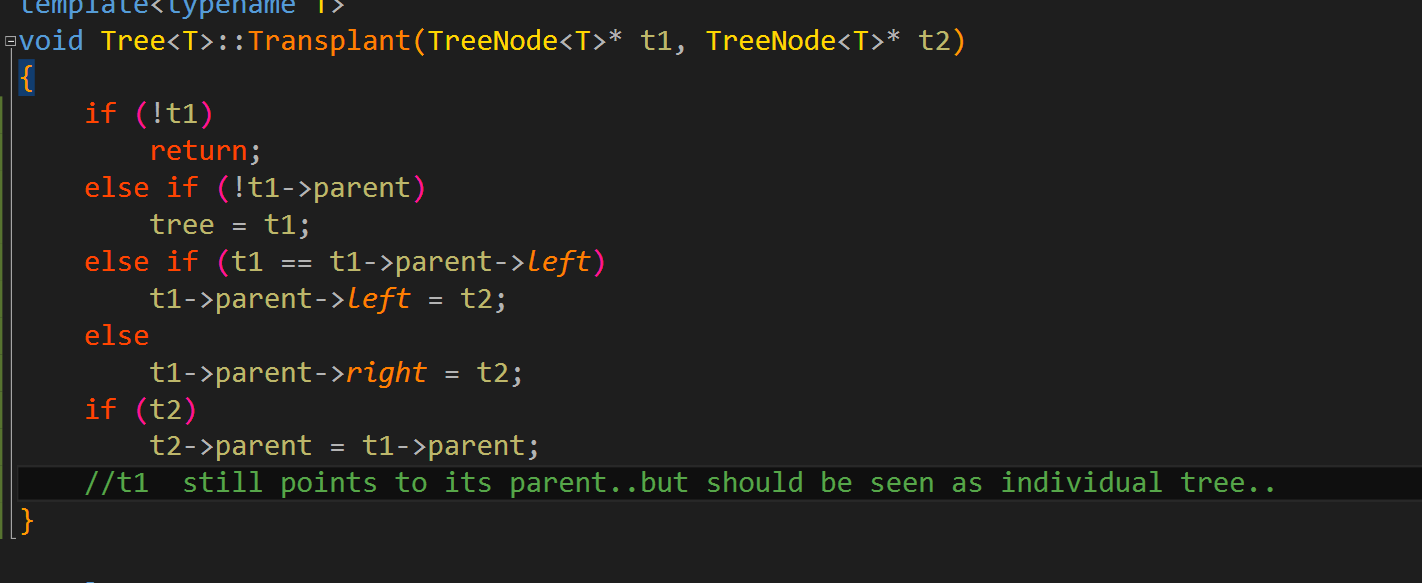 template<typename T>
void Tree<T>::Transplant(TreeNode<T>* t1, TreeNode<T>* t2)
{
    if (!t1)
        return;
    else if (!t1->parent)
        tree = t1;
    else if (t1 == t1->parent->left)
        t1->parent->left = t2;
    else
        t1->parent->right = t2;
    if (t2)
        t2->parent = t1->parent;
    //t1  still points to its parent..but should be seen as individual tree..
}